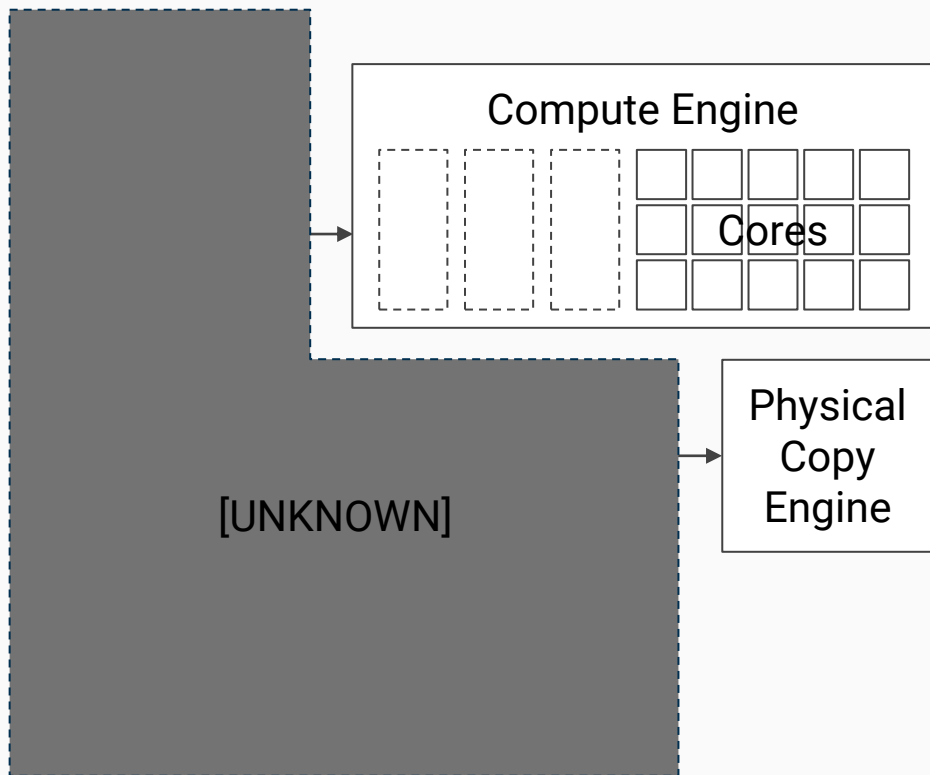 Compute Engine
Cores
Physical
Copy
Engine
[UNKNOWN]